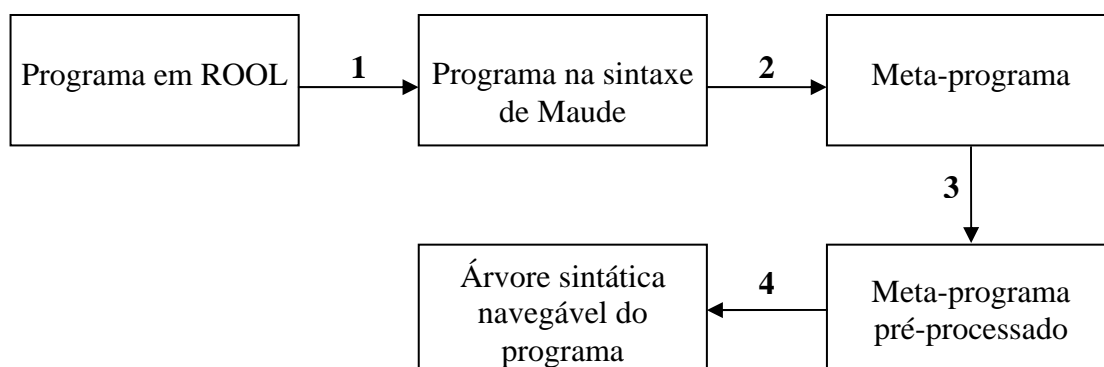 Programa em ROOL
1
Programa na sintaxe
de Maude
2
Meta-programa
3
Meta-programa
pré-processado
4
Árvore sintática
navegável do
programa